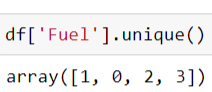 df['Fuel'].unique()
array([1, 0, 2, 3])